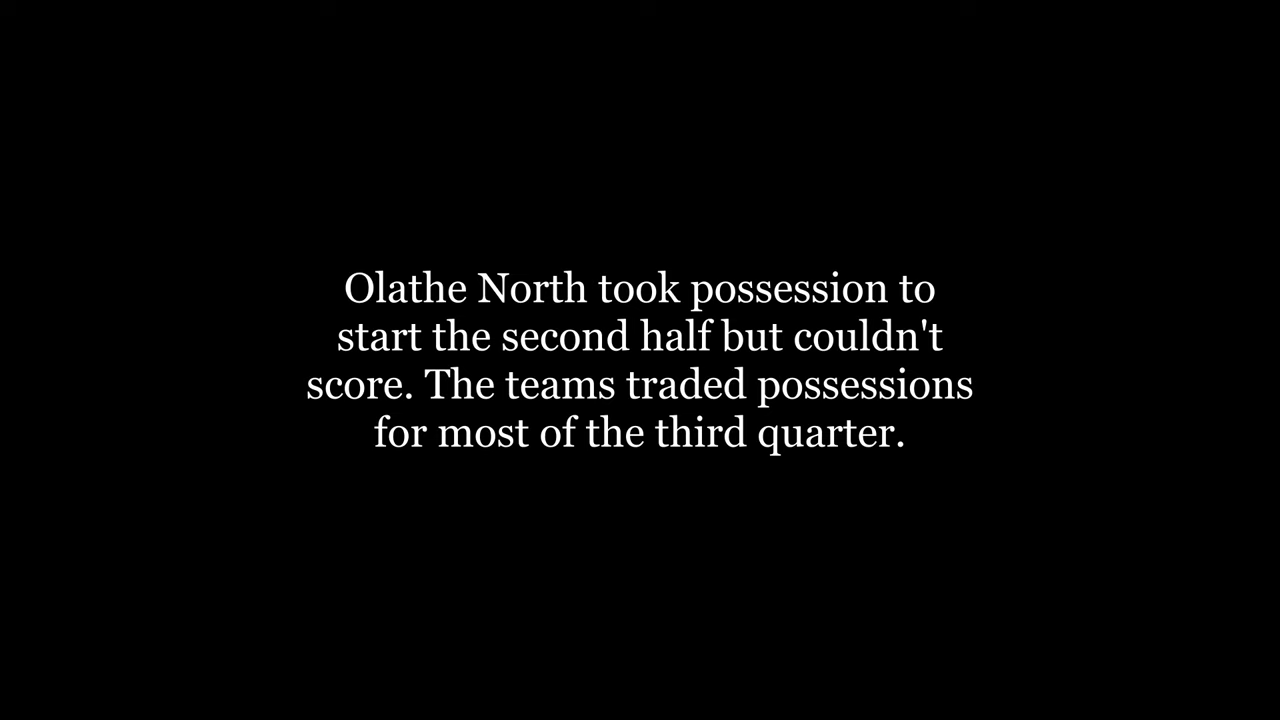 Olathe North took possession to
start the second half but couldn't
score. The teams traded possessions
for most of the third quarter.